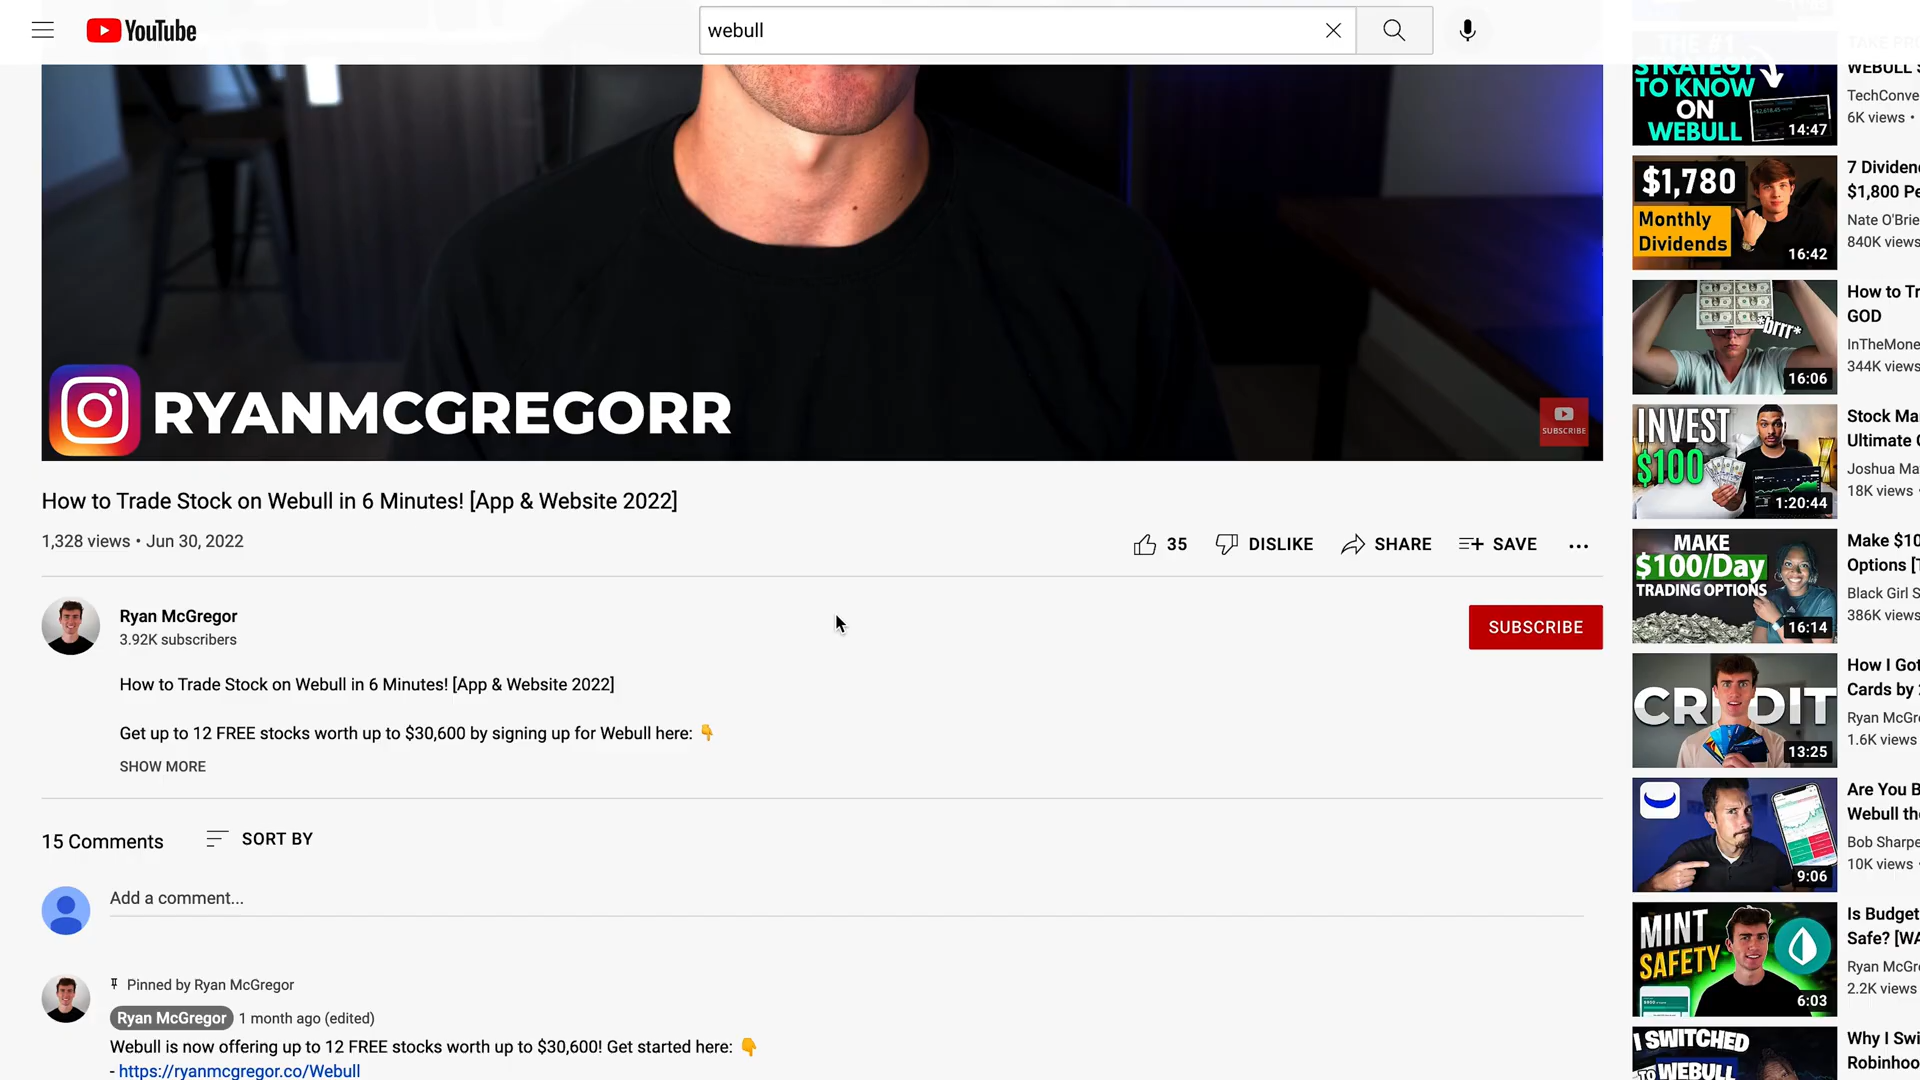 YouTube
webull
RYANMCGREGORR
SUBSCRIBE
How to Trade Stock on Webull in 6 Minutes! [App & Website 2022]
1,328 views • Jun 30, 2022
35
DISLIKE
SHARE
SAVE
Ryan McGregor
3.92K subscribers
SUBSCRIBE
How to Trade Stock on Webull in 6 Minutes! [App & Website 2022]
Get up to 12 FREE stocks worth up to $30,600 by signing up for Webull here: 👇
SHOW MORE
15 Comments
SORT BY
Add a comment...
Pinned by Ryan McGregor
Ryan McGregor 1 month ago (edited)
Webull is now offering up to 12 FREE stocks worth up to $30,600! Get started here: 👇
- https://ryanmcgregor.co/Webull
THE #1
STRATEGY
TO KNOW
ON
WEBULL
14:47
WEBULL
TechConve
6K views •
$1,780
Monthly
Dividends
16:42
7 Dividen
$1,800 Pe
Nate O'Brie
840K views
*brrr*
16:06
How to Tr
GOD
InTheMone
344K views
INVEST
$100
1:20:44
Stock Ma
Ultimate
Joshua Ma
18K views
MAKE
$100/Day
TRADING OPTIONS
16:14
Make $10
Options [T
Black Girl S
386K views
CREDIT
13:25
How I Got
Cards by
Ryan McGr
1.6K views
9:06
Are You B
Webull the
Bob Sharpe
10K views
MINT
SAFETY
6:03
Is Budget
Safe? [WA
Ryan McGr
2.2K views
I SWITCHED
TO WEBULL
Why I Swi
Robinhoo